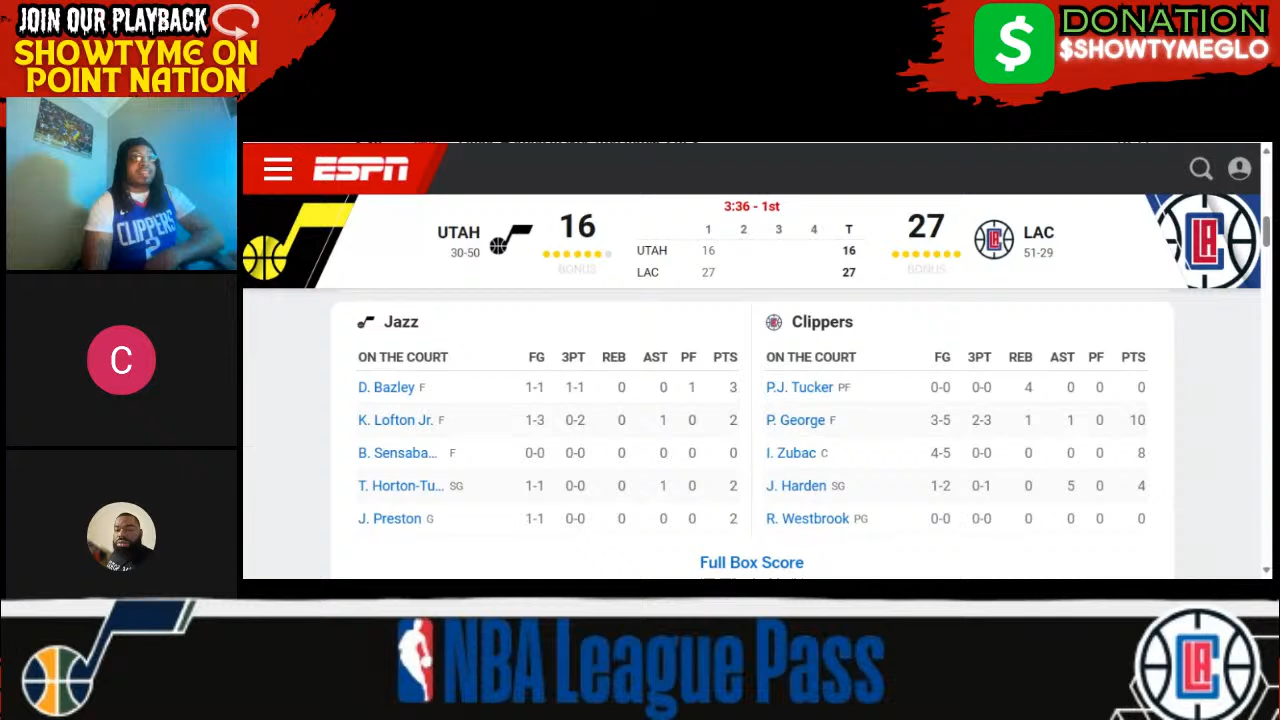 JOIN OUR PLAYBACK
SHOWTYME ON
POINT NATION
DONATION
$SHOWTYMEGLO
$
CLIPPERS
2
C
ESPN
UTAH
30-50
16
BONUS
3:36 - 1st
1 2 3 4 T
UTAH 16 16
LAC 27 27
27
BONUS
LAC
51-29
Jazz
ON THE COURT FG 3PT REB AST PF PTS
D. Bazley F 1-1 1-1 0 0 1 3
K. Lofton Jr. F 1-3 0-2 0 1 0 2
B. Sensaba... F 0-0 0-0 0 0 0 0
T. Horton-Tu... SG 1-1 0-0 0 1 0 2
J. Preston G 1-1 0-0 0 0 0 2
Clippers
ON THE COURT FG 3PT REB AST PF PTS
P.J. Tucker PF 0-0 0-0 4 0 0 0
P. George F 3-5 2-3 1 1 0 10
I. Zubac C 4-5 0-0 0 0 0 8
J. Harden SG 1-2 0-1 0 5 0 4
R. Westbrook PG 0-0 0-0 0 0 0 0
Full Box Score
NBA League Pass
LA